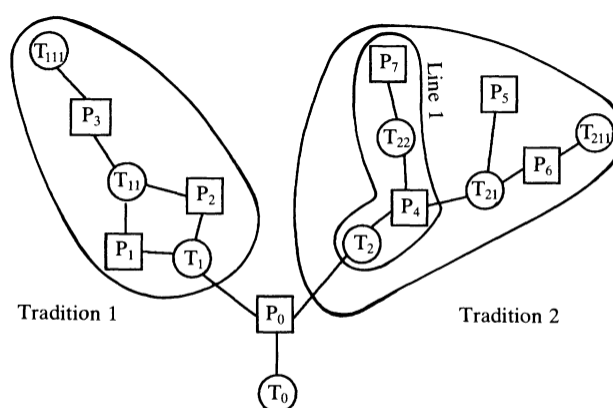 T111
P3
T11
P2
P1
T1
Tradition 1
P7
Line 1
P5
T22
T211
P6
T21
P4
T2
Tradition 2
P0
T0